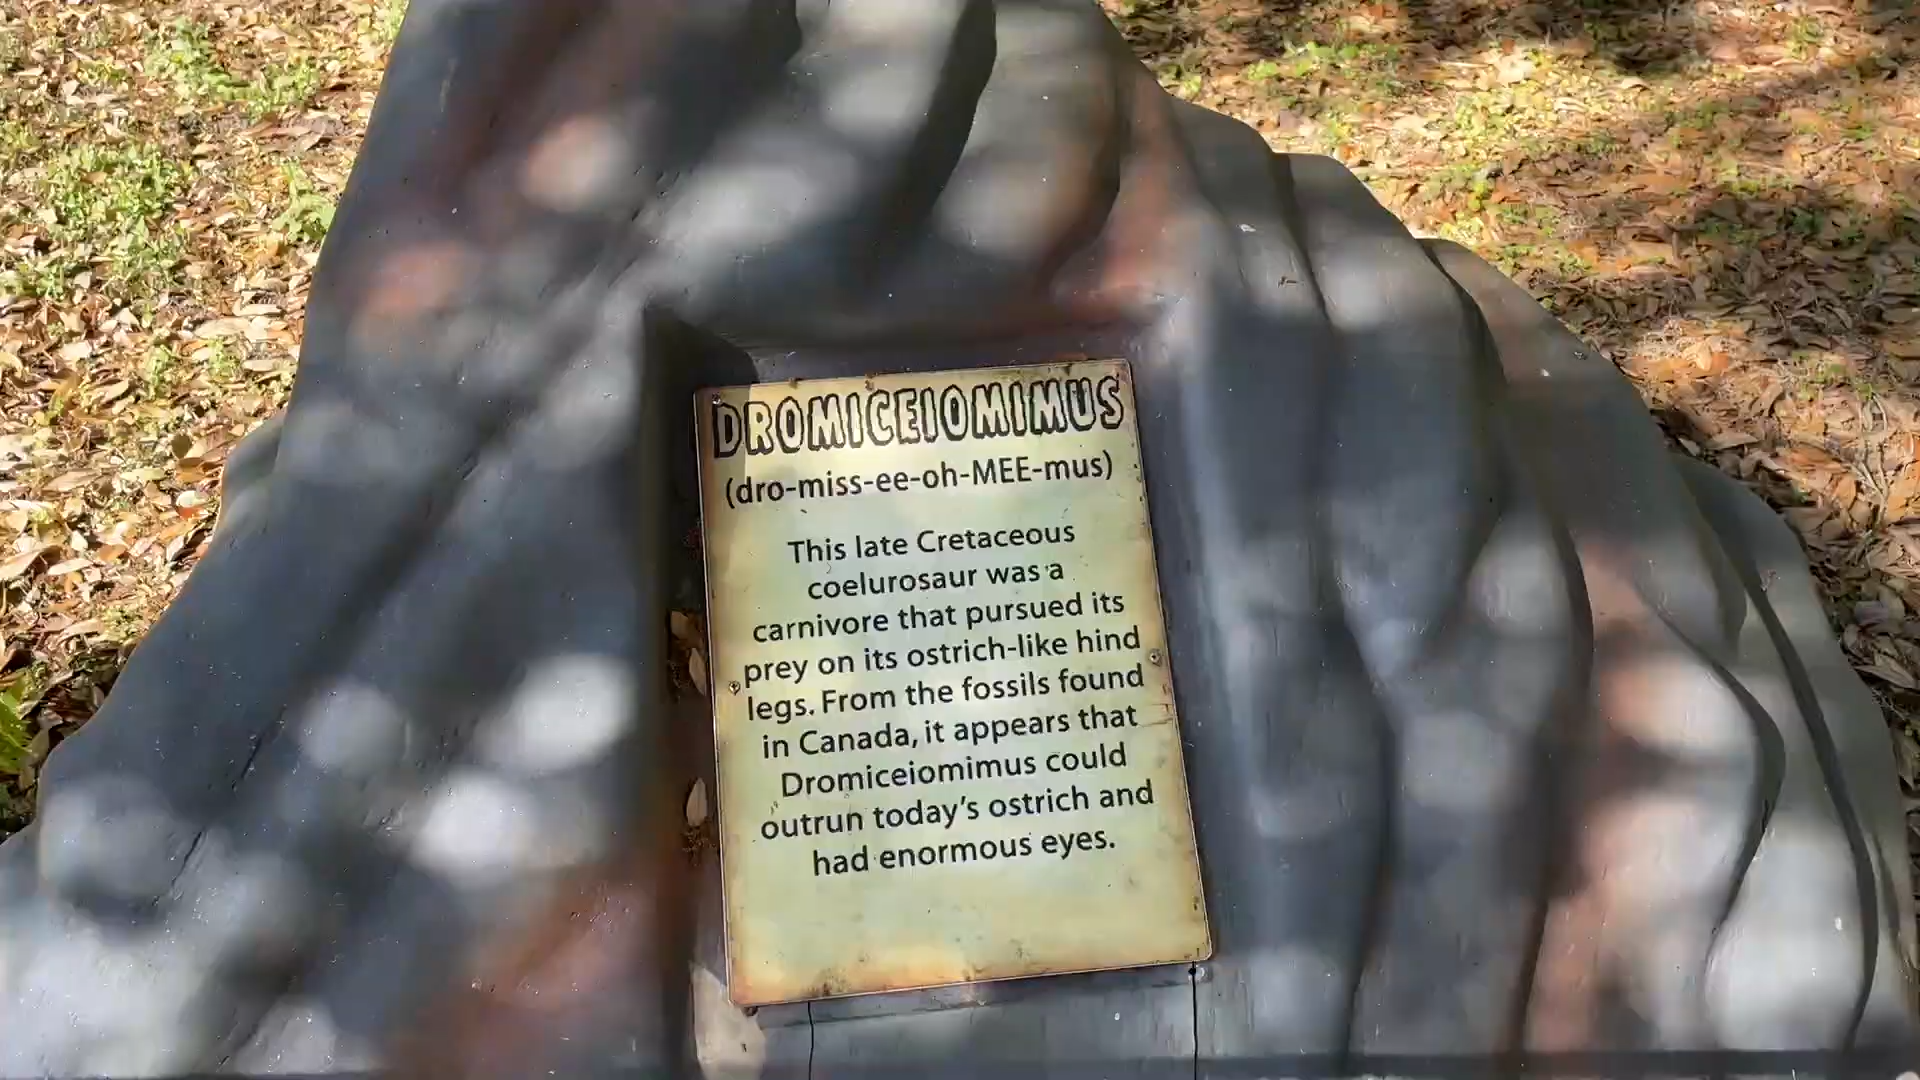 DROMICEIOMIMUS
(dro-miss-ee-oh-MEE-mus)
This late Cretaceous
coelurosaur was a
carnivore that pursued its
prey on its ostrich-like hind
legs. From the fossils found
in Canada, it appears that
Dromiceiomimus could
outrun today's ostrich and
had enormous eyes.